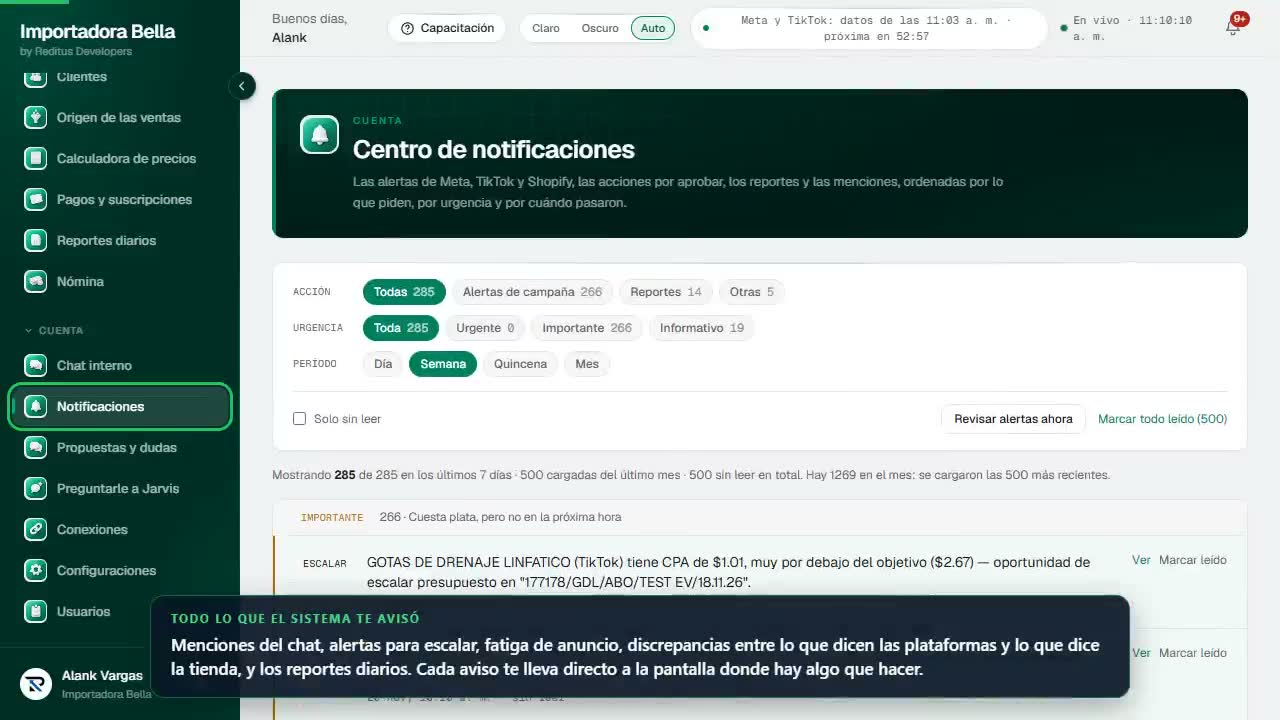 Importadora Bella
by Reditus Developers
Clientes
Origen de las ventas
Calculadora de precios
Pagos y suscripciones
Reportes diarios
Nómina
CUENTA
Chat interno
Notificaciones
Propuestas y dudas
Preguntarle a Jarvis
Conexiones
Configuraciones
Usuarios
Alank Vargas
Importadora Bella
Buenos días,
Alank
Capacitación
Claro Oscuro Auto
Meta y TikTok: datos de las 11:03 a. m. ·
próxima en 52:57
En vivo · 11:10:10
a. m.
9+
CUENTA
Centro de notificaciones
Las alertas de Meta, TikTok y Shopify, las acciones por aprobar, los reportes y las menciones, ordenadas por lo
que piden, por urgencia y por cuándo pasaron.
ACCIÓN Todas 285 Alertas de campaña 266 Reportes 14 Otras 5
URGENCIA Toda 285 Urgente 0 Importante 266 Informativo 19
PERÍODO Día Semana Quincena Mes
Solo sin leer Revisar alertas ahora Marcar todo leído (500)
Mostrando 285 de 285 en los últimos 7 días · 500 cargadas del último mes · 500 sin leer en total. Hay 1269 en el mes: se cargaron las 500 más recientes.
IMPORTANTE 266 · Cuesta plata, pero no en la próxima hora
ESCALAR GOTAS DE DRENAJE LINFATICO (TikTok) tiene CPA de $1.01, muy por debajo del objetivo ($2.67) — oportunidad de Ver Marcar leído
escalar presupuesto en "177178/GDL/ABO/TEST EV/18.11.26".
Ver Marcar leído
TODO LO QUE EL SISTEMA TE AVISÓ
Menciones del chat, alertas para escalar, fatiga de anuncio, discrepancias entre lo que dicen las plataformas y lo que dice
la tienda, y los reportes diarios. Cada aviso te lleva directo a la pantalla donde hay algo que hacer.